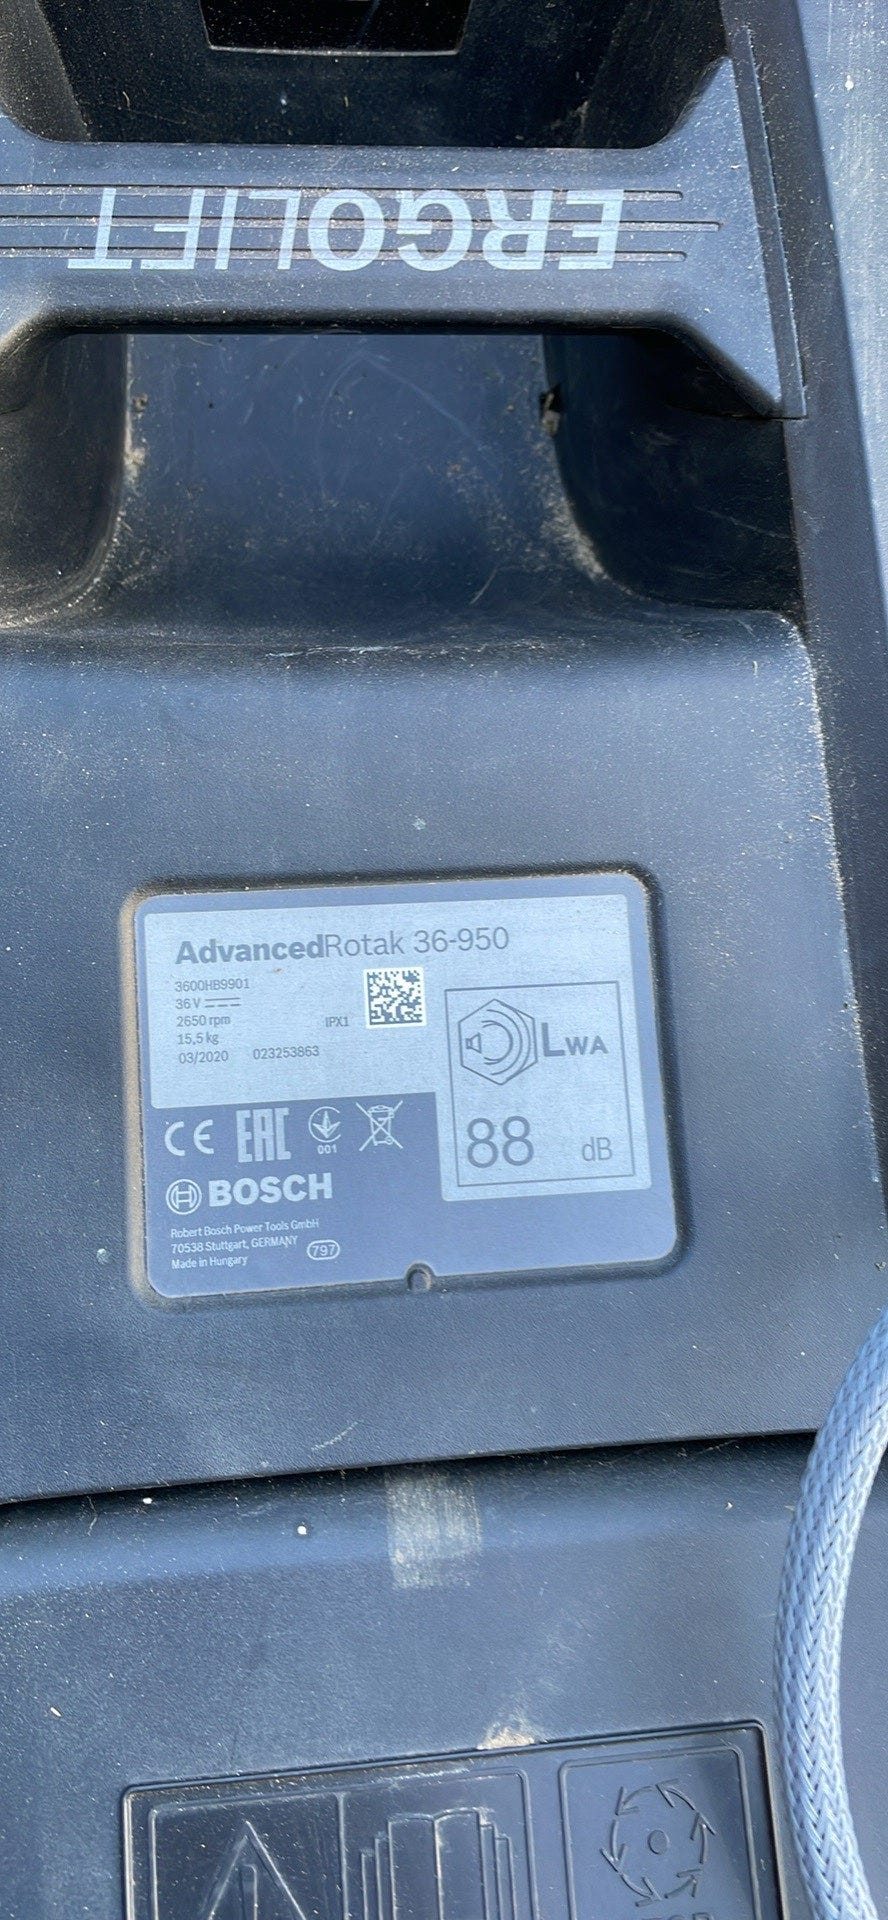 ERGOLIFT
AdvancedRotak 36-950
3600HB9901
36 V
2650 rpm
IPX1
15,5 kg
03/2020 023253863
LWA
88 dB
CE EAC
001
BOSCH
Robert Bosch Power Tools GmbH
70538 Stuttgart, GERMANY
Made in Hungary
797